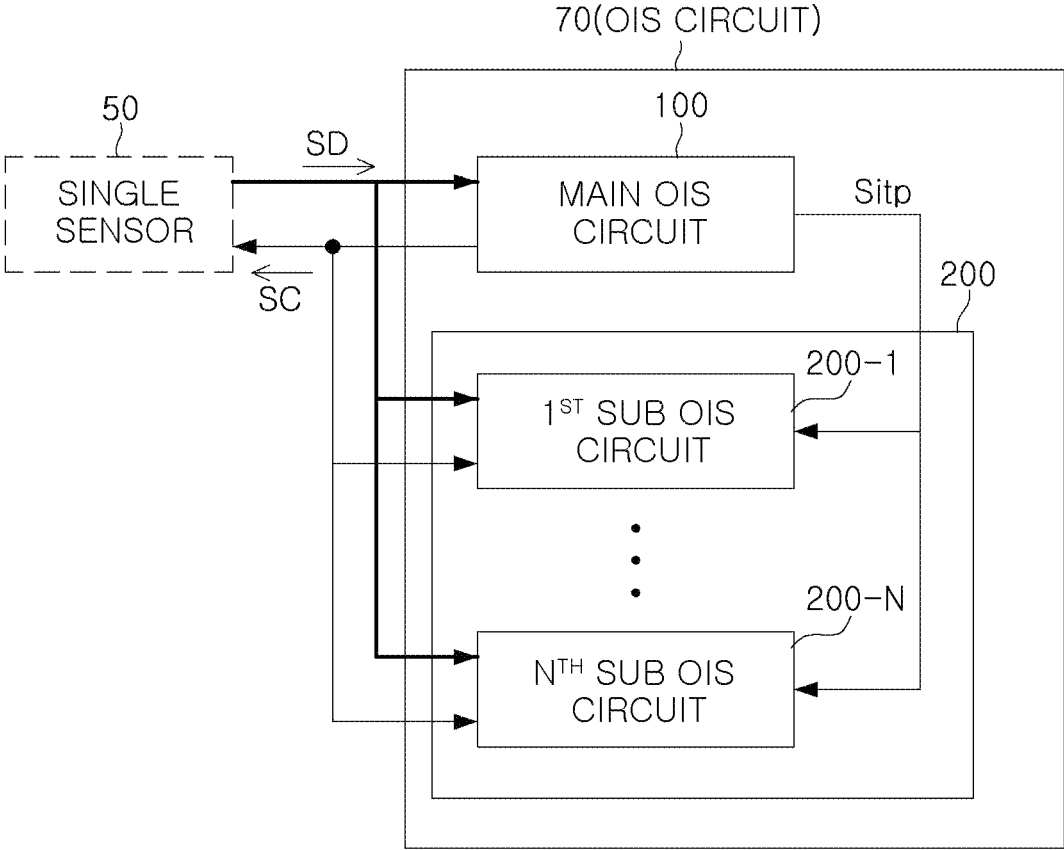 70(OIS CIRCUIT)
50
100
SD
SINGLE
SENSOR
MAIN OIS
CIRCUIT
Sitp
SC
200
200-1
1ST SUB OIS
CIRCUIT
200-N
NTH SUB OIS
CIRCUIT